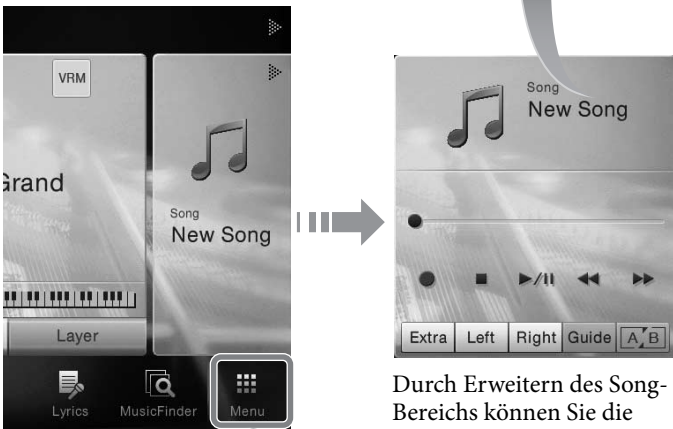 VRM
Grand
Song
New Song
Layer
Lyrics
MusicFinder
Menu
Song
New Song
Extra
Left
Right
Guide
A B
Durch Erweitern des Song-
Bereichs können Sie die